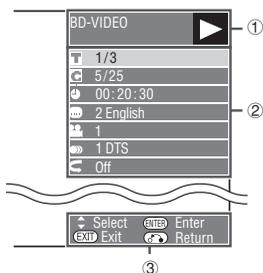 BD-VIDEO
①
T 1/3
C 5/25
00:20:30
2 English
②
1
1 DTS
Off
Select ENTER Enter
EXIT Exit Return
③